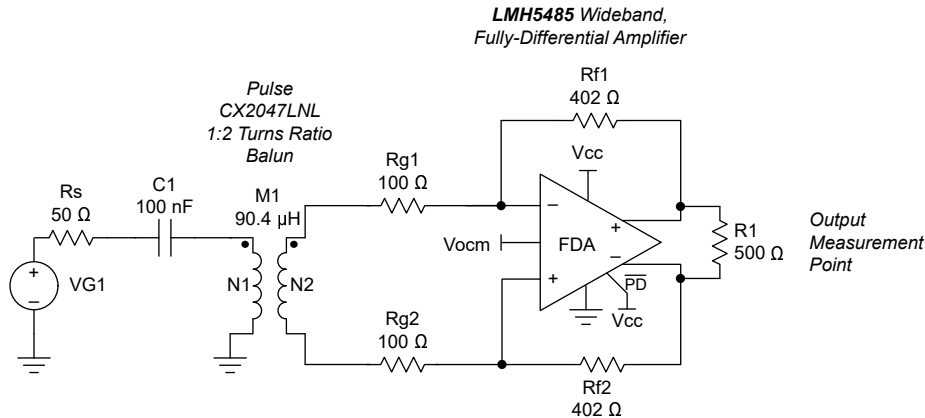 LMH5485 Wideband,
Fully-Differential Amplifier
Rf1
402 Ω
Pulse
CX2047LNL
1:2 Turns Ratio
Balun
Vcc
Rg1
100 Ω
M1
90.4 µH
C1
100 nF
Rs
50 Ω
−
+
R1
500 Ω
Output
Measurement
Point
Vocm
FDA
+
−
VG1
+
−
N1
N2
PD
Vcc
Rg2
100 Ω
Rf2
402 Ω